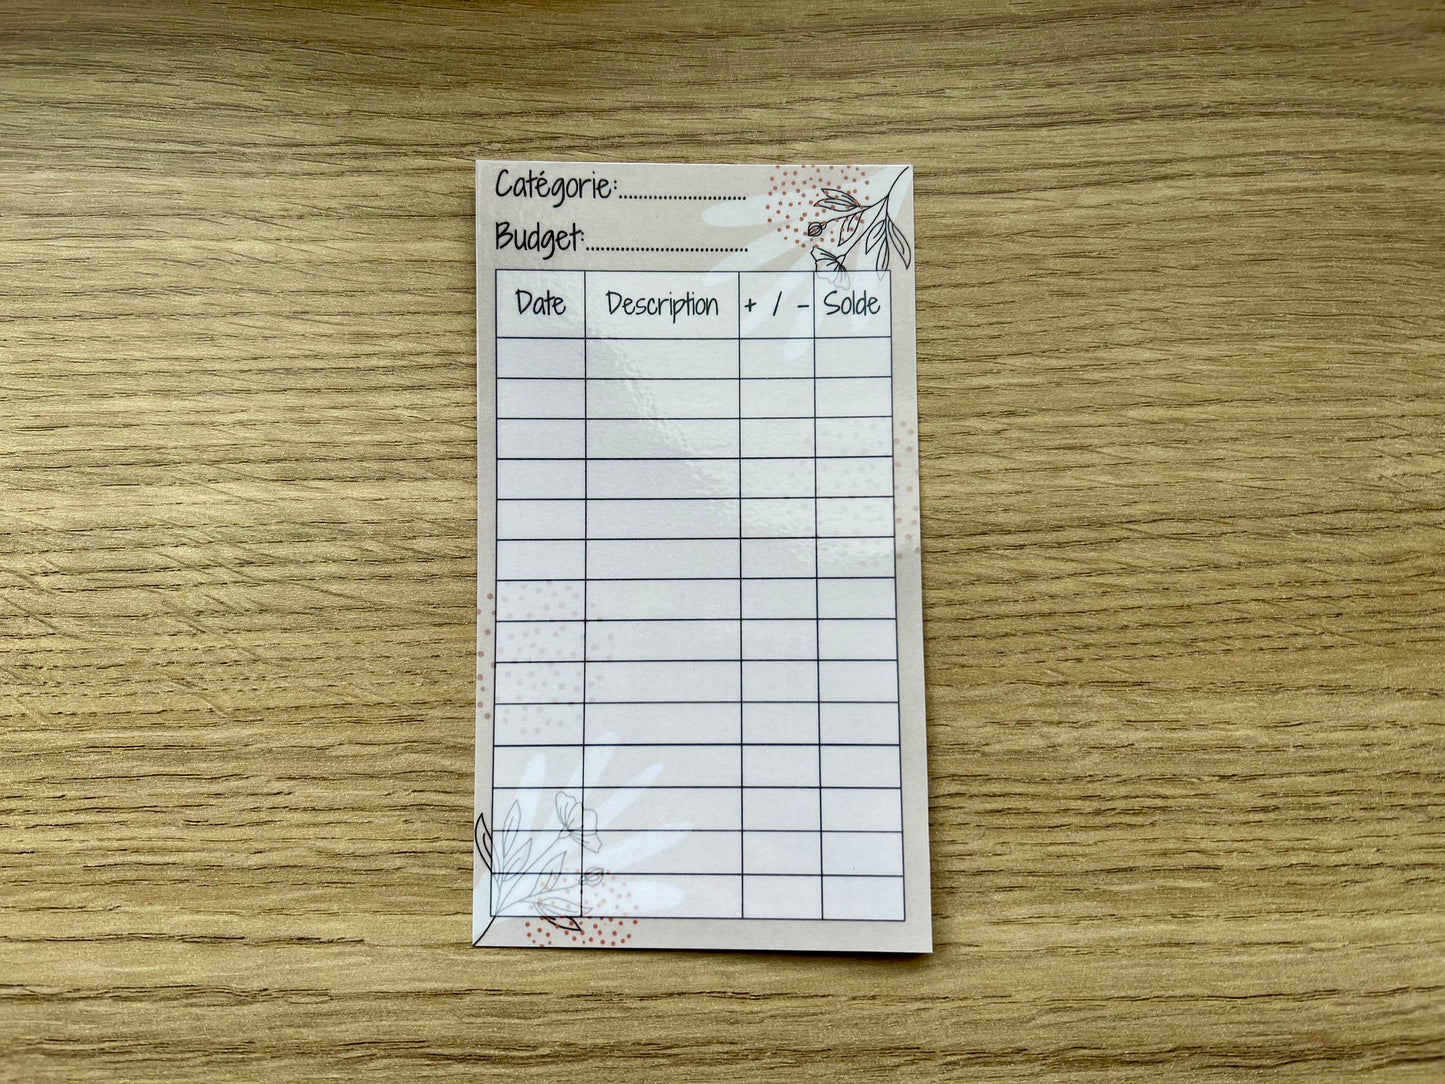 Catégorie:......................
Budget:............................
Date Description + / - Solde